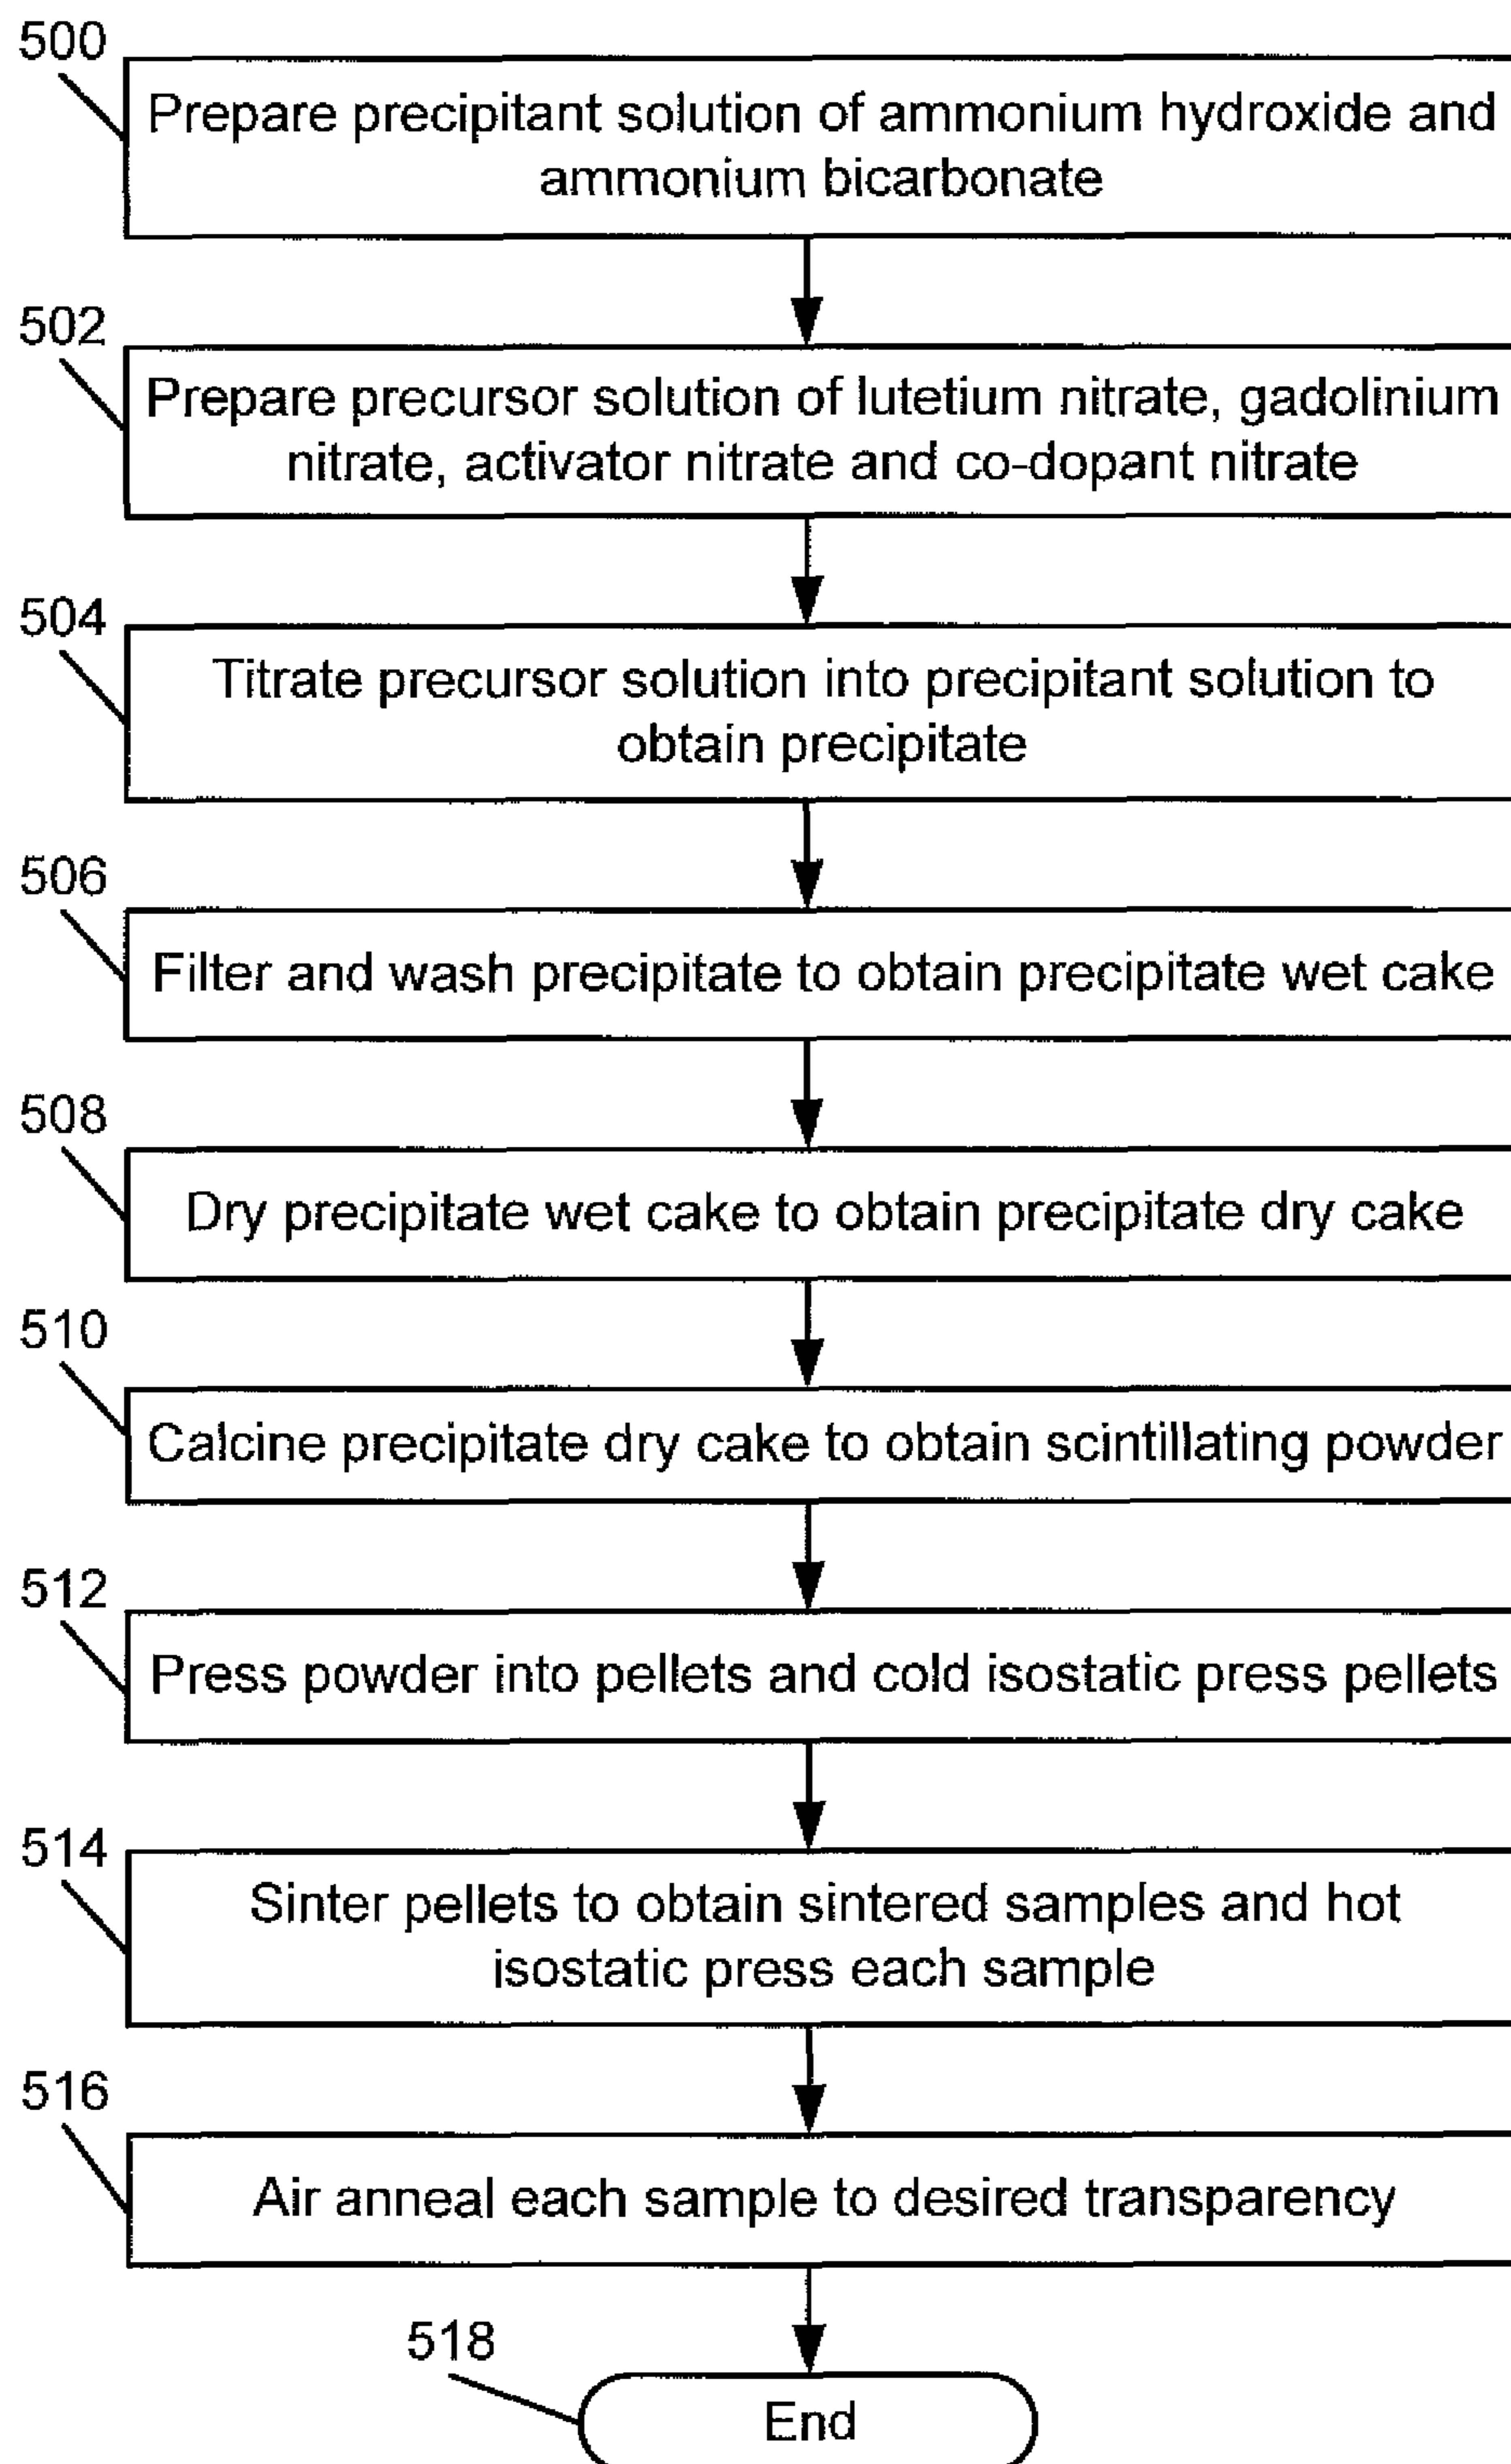 500
Prepare precipitant solution of ammonium hydroxide and
ammonium bicarbonate
502
Prepare precursor solution of lutetium nitrate, gadolinium
nitrate, activator nitrate and co-dopant nitrate
504
Titrate precursor solution into precipitant solution to
obtain precipitate
506
Filter and wash precipitate to obtain precipitate wet cake
508
Dry precipitate wet cake to obtain precipitate dry cake
510
Calcine precipitate dry cake to obtain scintillating powder
512
Press powder into pellets and cold isostatic press pellets
514
Sinter pellets to obtain sintered samples and hot
isostatic press each sample
516
Air anneal each sample to desired transparency
518
End